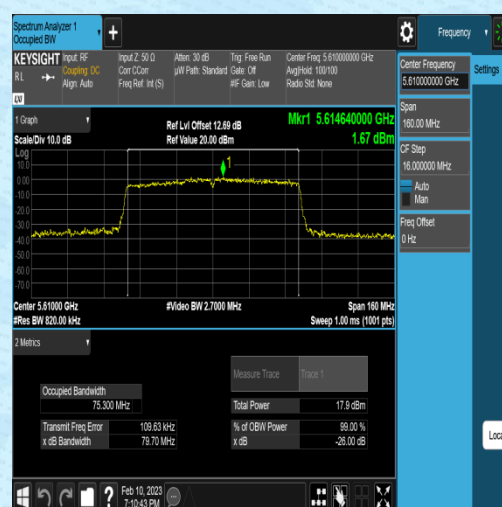 Spectrum Analyzer 1
Occupied BW
Frequency
KEYSIGHT
Input: RF
Coupling: DC
Align: Auto
Input Z: 50 Ω
Corr CCorr
Freq Ref: Int (S)
Atten: 30 dB
µW Path: Standard
Trig: Free Run
Gate: Off
#IF Gain: Low
Center Freq: 5.610000000 GHz
Avg|Hold: 100/100
Radio Std: None
R L
Center Frequency
5.610000000 GHz
Settings
Span
160.00 MHz
CF Step
16.000000 MHz
Auto
Man
Freq Offset
0 Hz
1 Graph
Scale/Div 10.0 dB
Ref Lvl Offset 12.69 dB
Ref Value 20.00 dBm
Mkr1 5.614640000 GHz
1.67 dBm
Log
10.0
0.00
-10.0
-20.0
-30.0
-40.0
-50.0
-60.0
-70.0
1
Center 5.61000 GHz
#Res BW 820.00 kHz
#Video BW 2.7000 MHz
Span 160 MHz
Sweep 1.00 ms (1001 pts)
2 Metrics
Measure Trace
Trace 1
Occupied Bandwidth
75.300 MHz
Total Power
17.9 dBm
Transmit Freq Error
109.63 kHz
% of OBW Power
99.00 %
x dB Bandwidth
79.70 MHz
x dB
-26.00 dB
Loca
Feb 10, 2023
7:10:43 PM